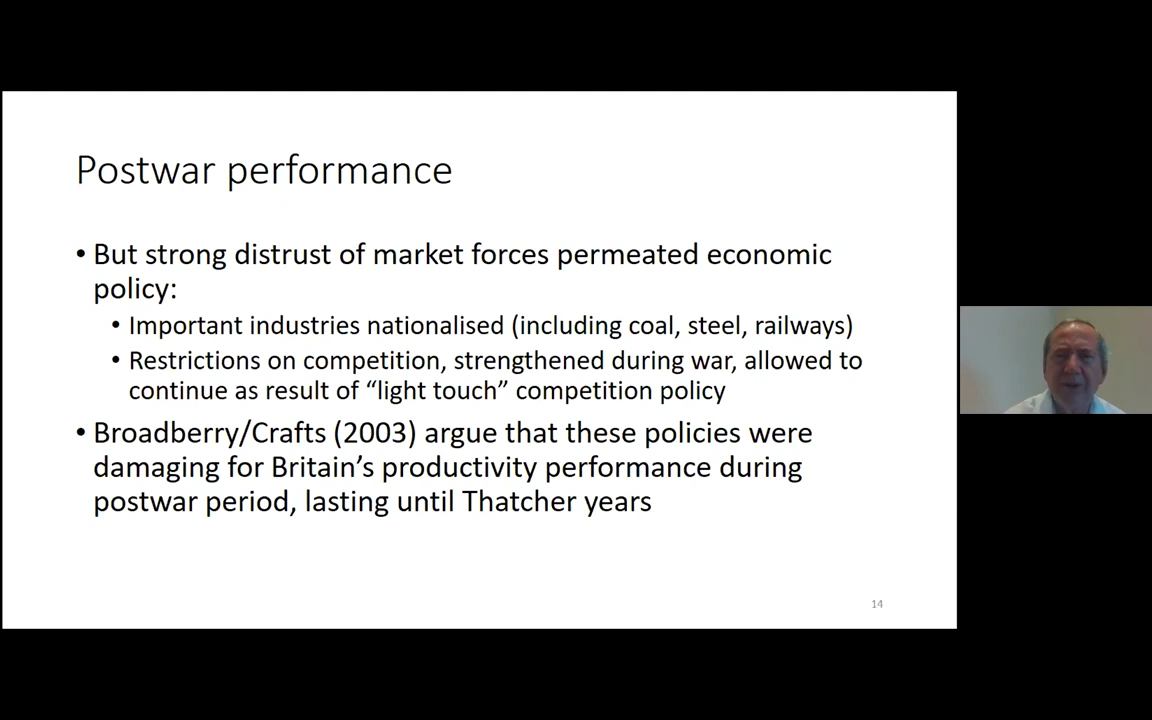 Postwar performance
• But strong distrust of market forces permeated economic
policy:
• Important industries nationalised (including coal, steel, railways)
• Restrictions on competition, strengthened during war, allowed to
continue as result of “light touch” competition policy
• Broadberry/Crafts (2003) argue that these policies were
damaging for Britain’s productivity performance during
postwar period, lasting until Thatcher years
14